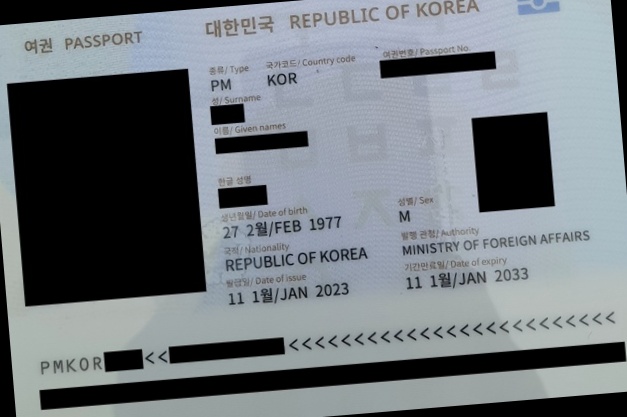 여권 PASSPORT
대한민국 REPUBLIC OF KOREA
종류/ Type
국가코드/ Country code
여권번호/ Passport No.
PM
KOR
성/ Surname
이름/ Given names
한글 성명
생년월일/ Date of birth
성별/ Sex
27 2월/FEB 1977
M
국적/ Nationality
발행관청/ Authority
REPUBLIC OF KOREA
MINISTRY OF FOREIGN AFFAIRS
발급일/ Date of issue
기간만료일/ Date of expiry
11 1월/JAN 2023
11 1월/JAN 2033
PMKOR<<<<<<<<<<<<<<<<<<<<<<<<<<<